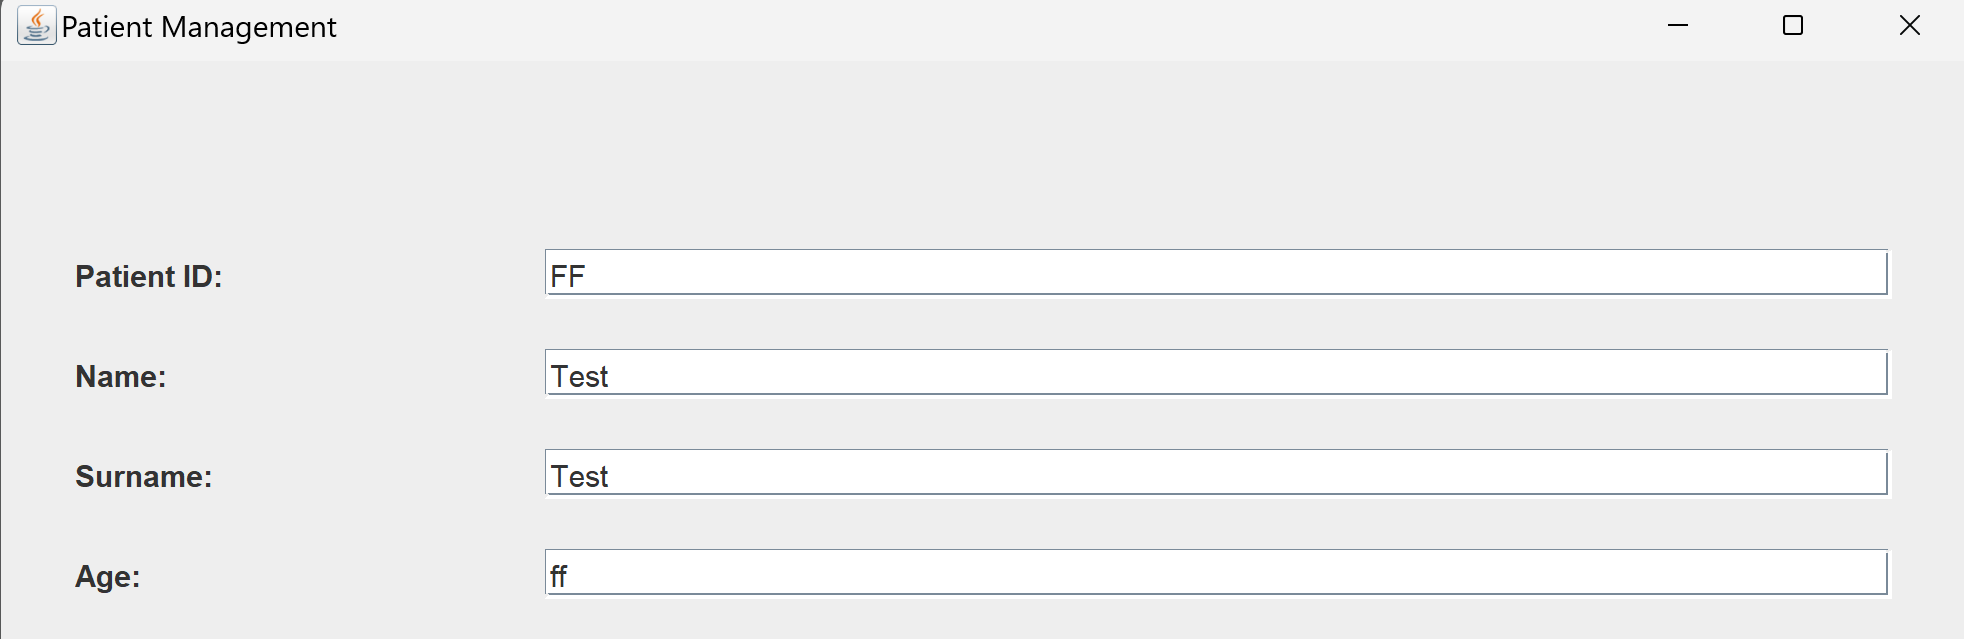 Patient Management
Patient ID: FF
Name: Test
Surname: Test
Age: ff